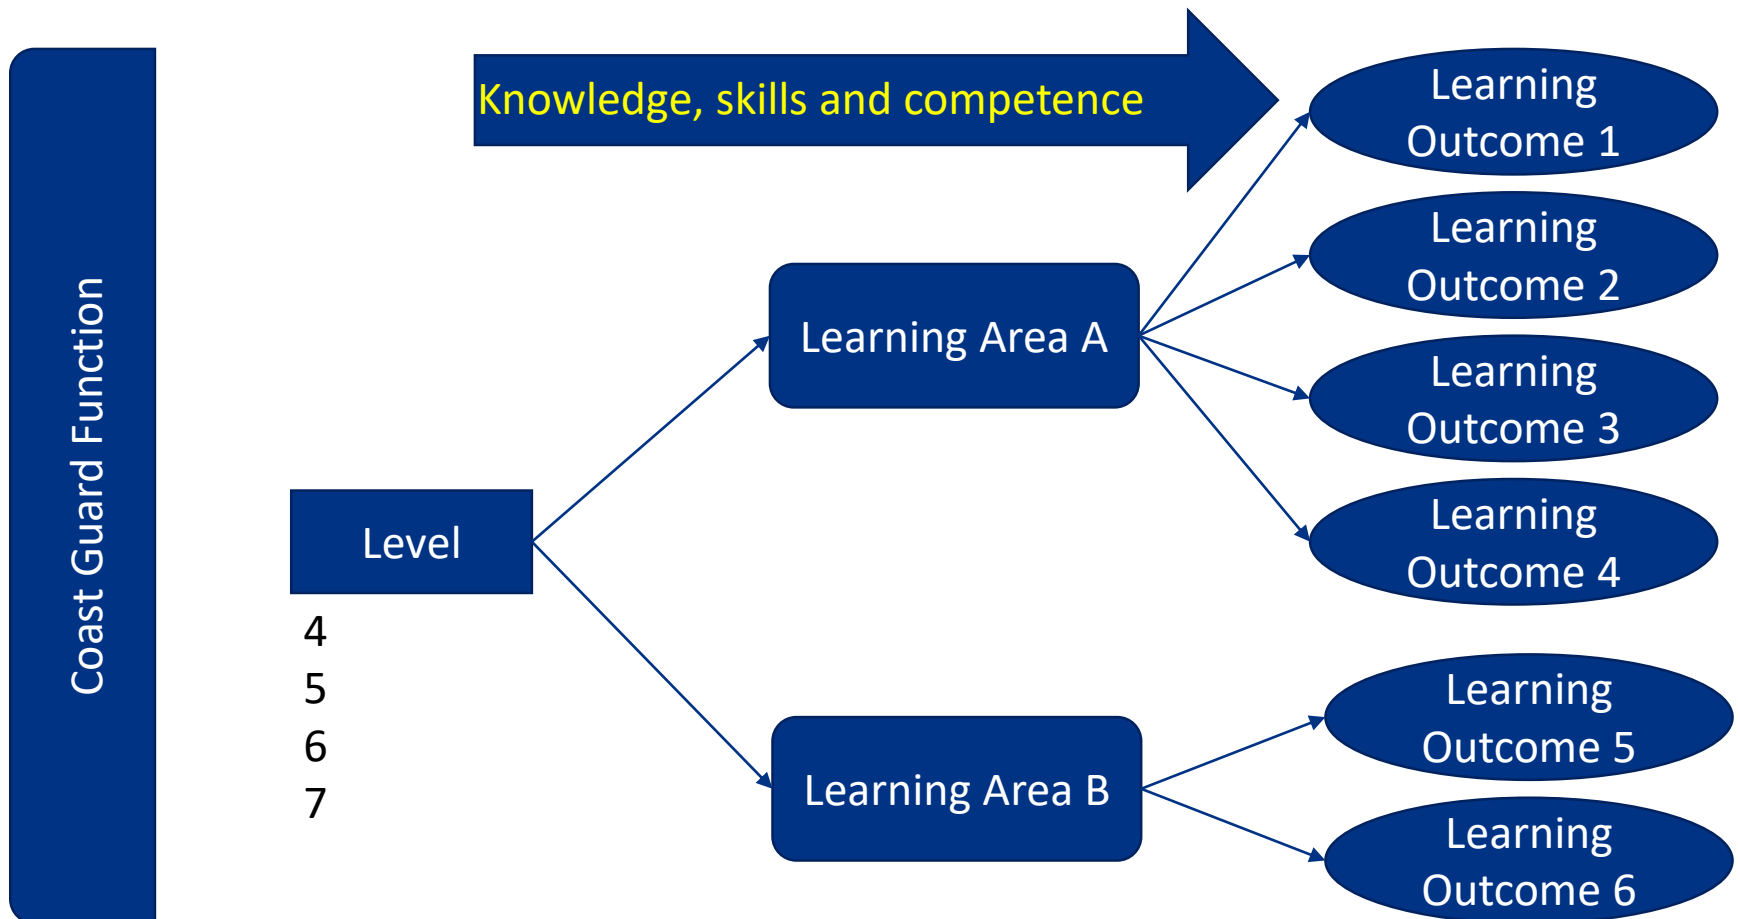 Coast Guard Function
Knowledge, skills and competence
Level
4
5
6
7
Learning Area A
Learning Area B
Learning
Outcome 1
Learning
Outcome 2
Learning
Outcome 3
Learning
Outcome 4
Learning
Outcome 5
Learning
Outcome 6